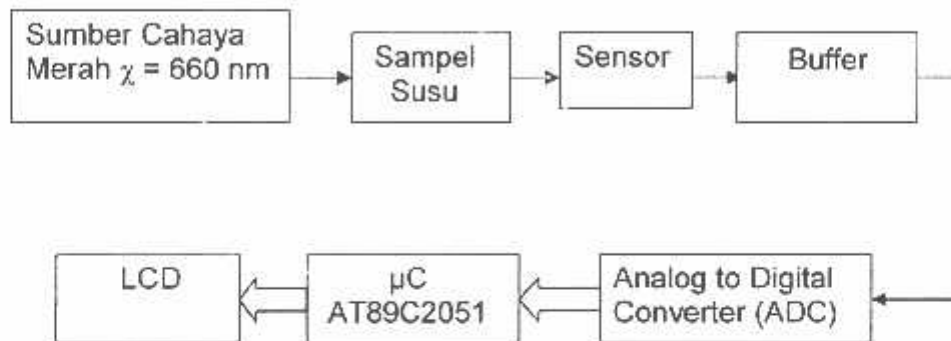 Sumber Cahaya
Merah χ = 660 nm
Sampel
Susu
Sensor
Buffer
LCD
µC
AT89C2051
Analog to Digital
Converter (ADC)